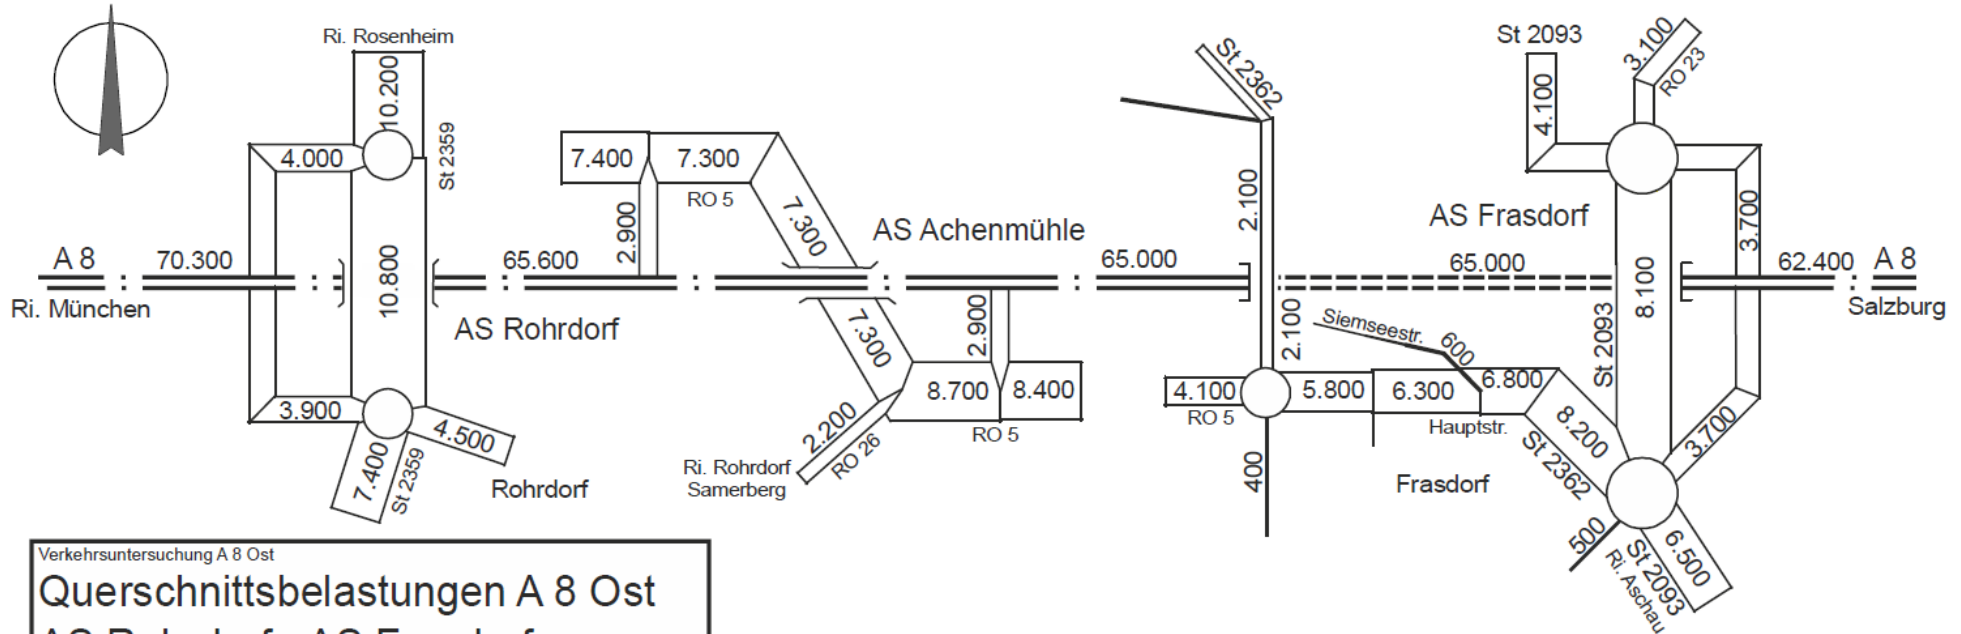 Ri. Rosenheim
10.200
St 2359
4.000
A 8
70.300
Ri. München
10.800
65.600
AS Rohrdorf
3.900
4.500
7.400
St 2359
Rohrdorf
7.400
7.300
RO 5
2.900
7.300
AS Achenmühle
7.300
2.900
8.700
8.400
RO 5
2.200
RO 26
Ri. Rohrdorf
Samerberg
65.000
St 2362
2.100
2.100
4.100
RO 5
400
5.800
6.300
Siemseestr.
600
6.800
Hauptstr.
8.200
St 2362
Frasdorf
St 2093
4.100
3.100
RO 23
AS Frasdorf
65.000
3.700
8.100
St 2093
62.400
A 8
Salzburg
3.700
500
6.500
St 2093
Ri. Aschau
Verkehrsuntersuchung A 8 Ost
Querschnittsbelastungen A 8 Ost